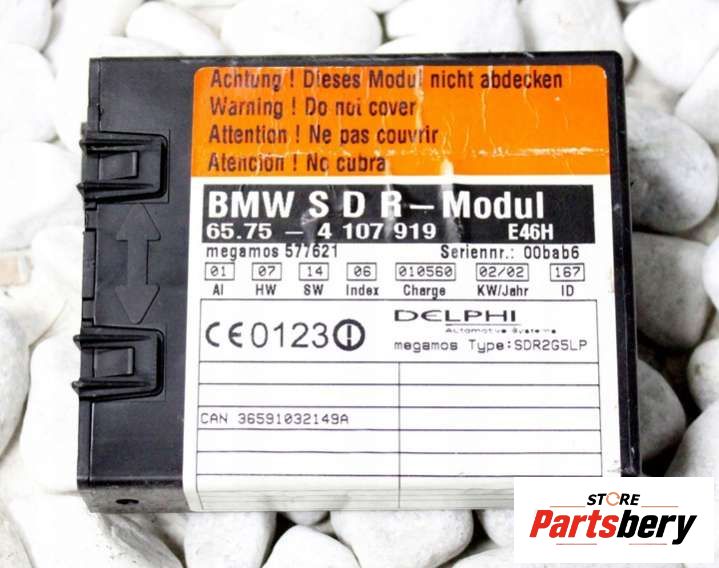 Achtung ! Dieses Modul nicht abdecken
Warning ! Do not cover
Attention ! Ne pas couvrir
Atención ! No cubra
BMW S D R-Modul
65.75 - 4 107 919 E46H
megamos 577621 Seriennr.: 00bab6
01 07 14 06 010560 02/02 167
AI HW SW Index Charge KW/Jahr ID
CE0123
DELPHI
Automotive Systems
megamos Type:SDR2G5LP
CAN 36591032149A
STORE
Partsbery